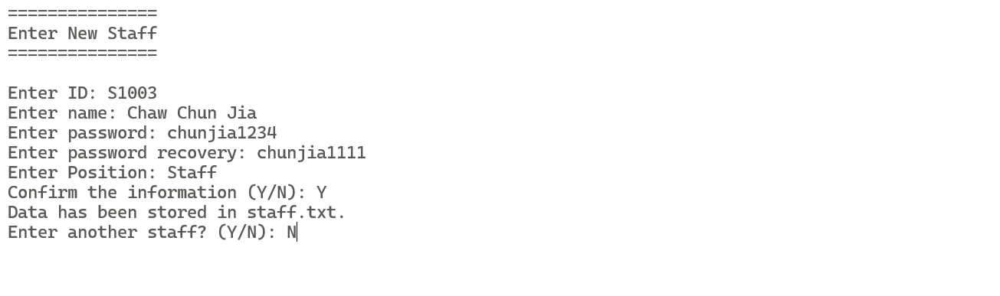 ===============
Enter New Staff
===============
Enter ID: S1003
Enter name: Chaw Chun Jia
Enter password: chunjia1234
Enter password recovery: chunjia1111
Enter Position: Staff
Confirm the information (Y/N): Y
Data has been stored in staff.txt.
Enter another staff? (Y/N): N